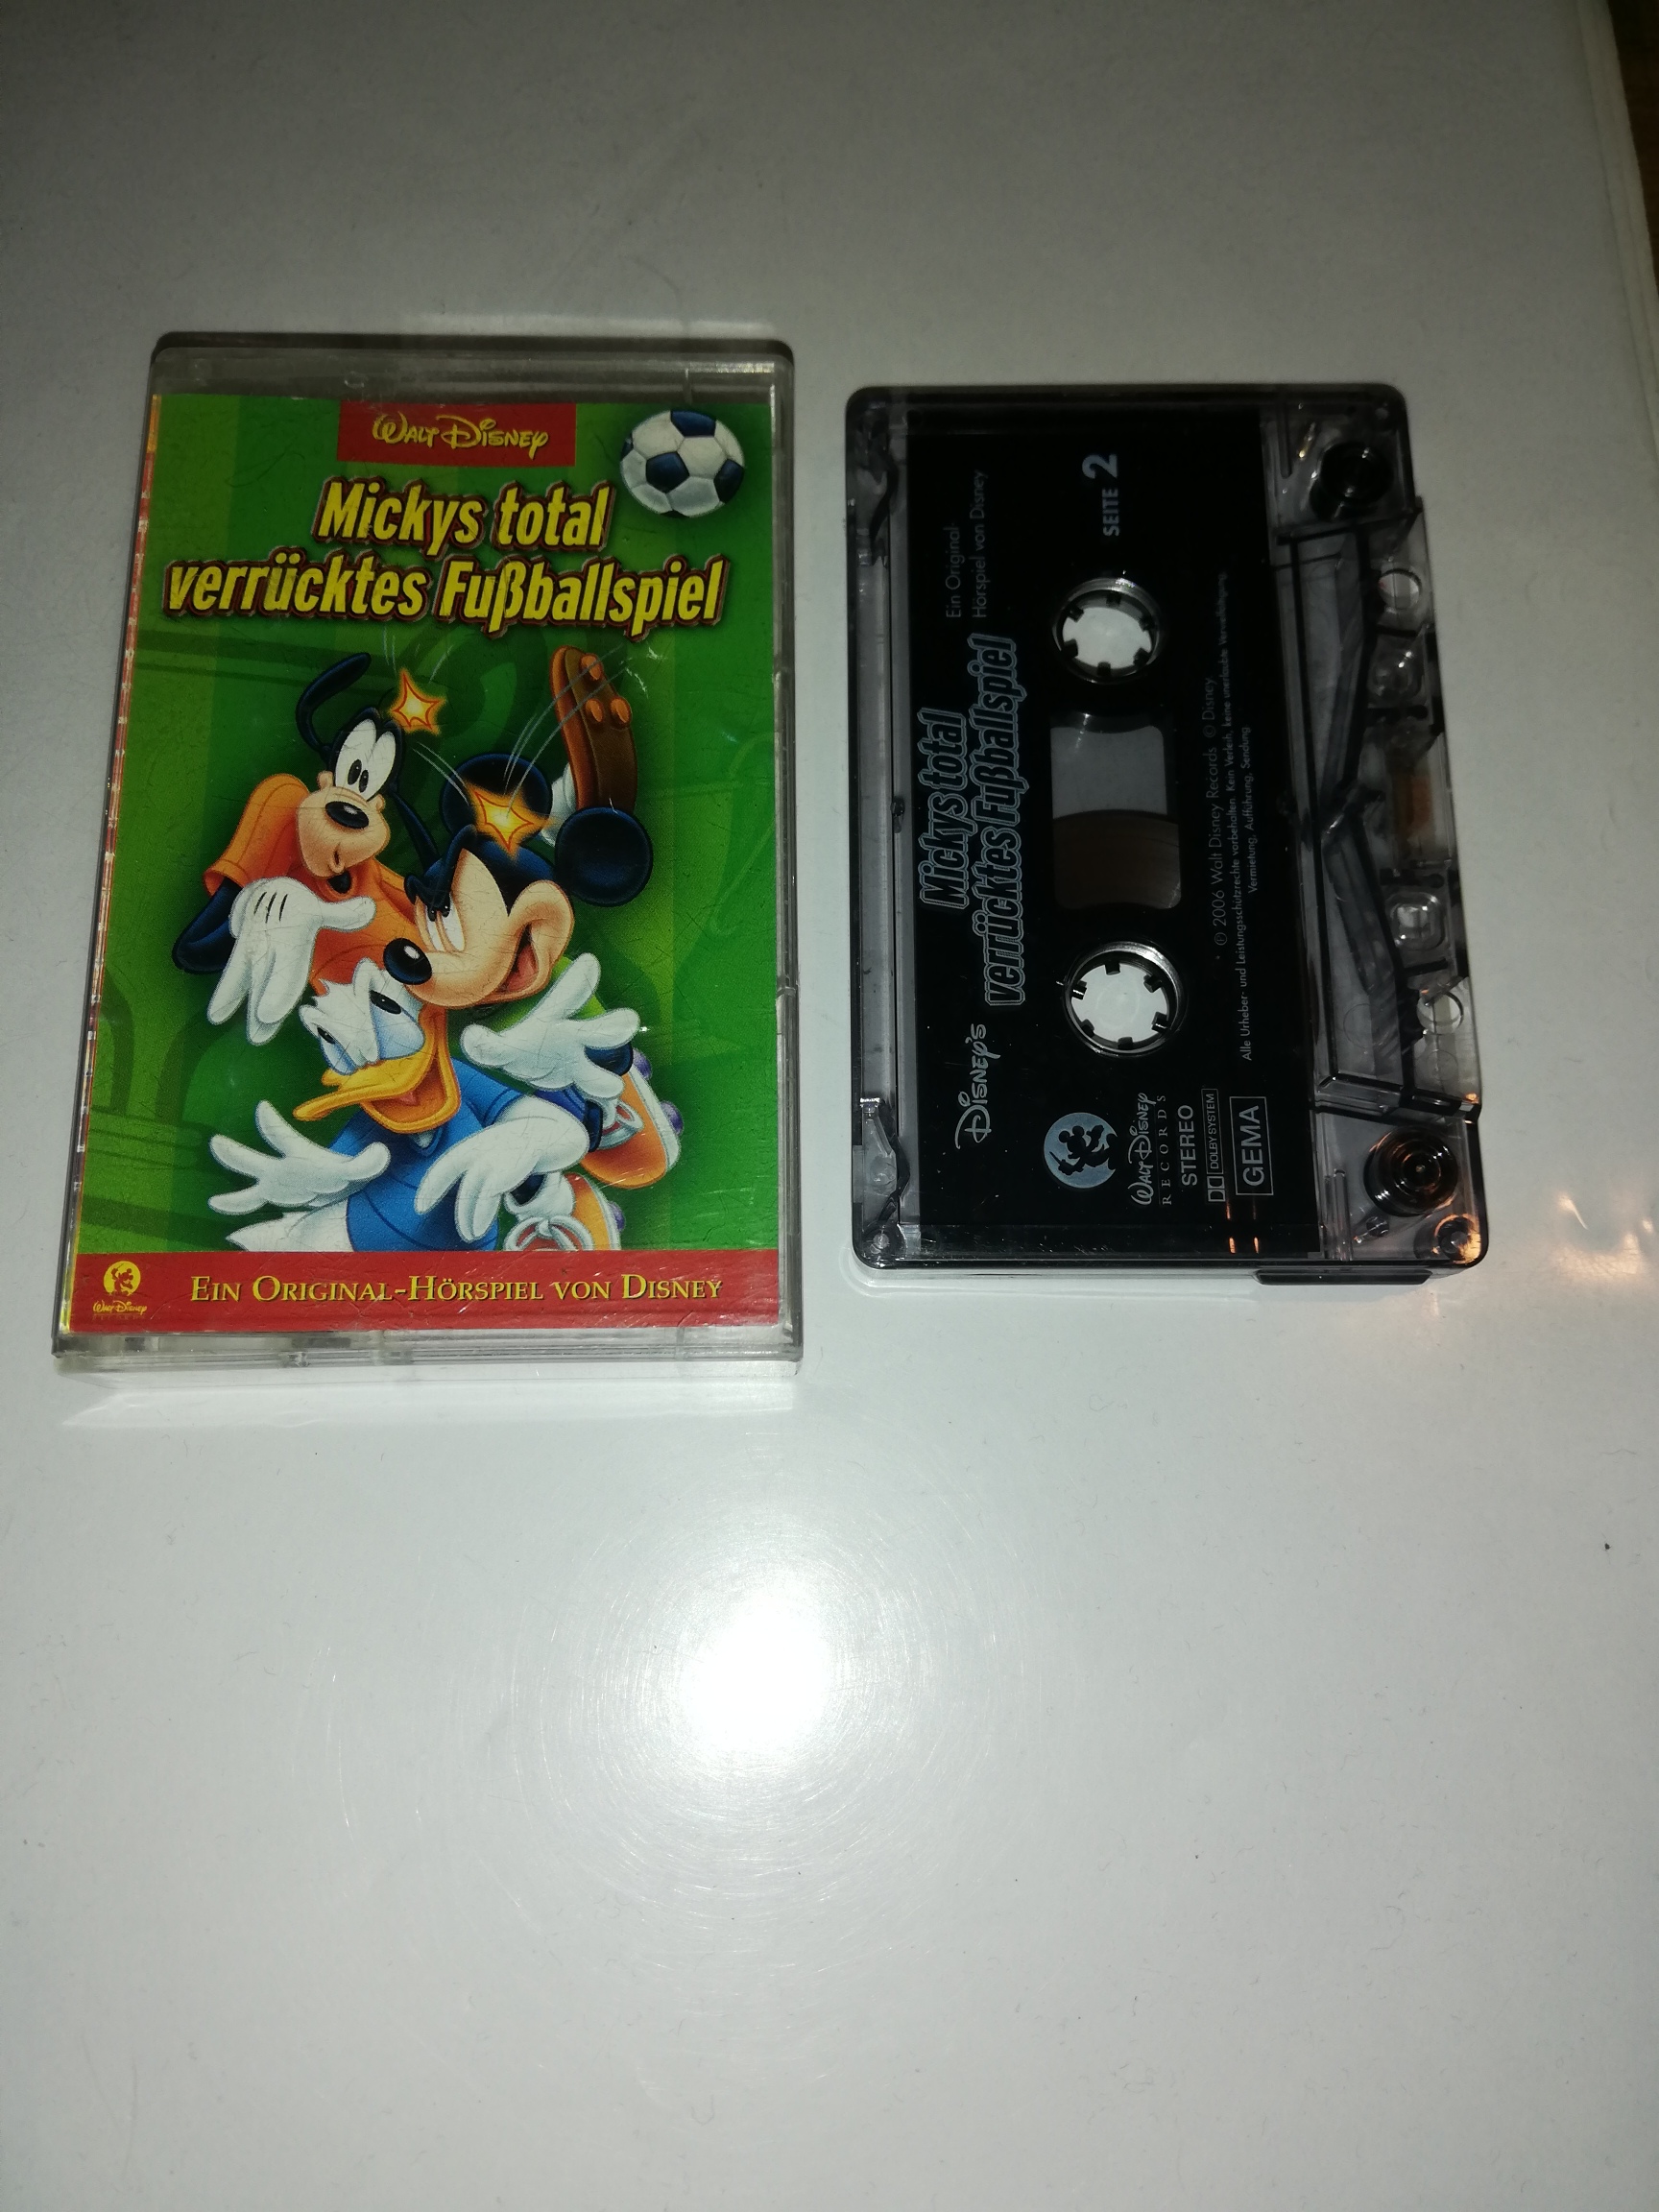 WALT DISNEY
Mickys total
verrücktes Fußballspiel
WALT DISNEY
EIN ORIGINAL-HÖRSPIEL VON DISNEY
DISNEY'S
Mickys total
verrücktes Fußballspiel
Ein Original-
Hörspiel von Disney
SEITE 2
WALT DISNEY
RECORDS
STEREO
DOLBY SYSTEM
GEMA
℗ 2006 Walt Disney Records © Disney
Alle Urheber- und Leistungsschutzrechte vorbehalten. Kein Verleih, keine unerlaubte Vervielfältigung,
Vermietung, Aufführung, Sendung.